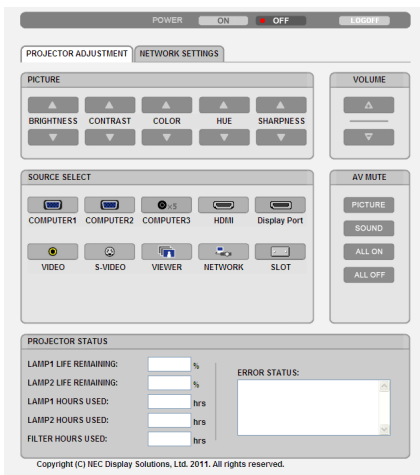 POWER ON OFF LOGOFF
PROJECTOR ADJUSTMENT NETWORK SETTINGS
PICTURE
BRIGHTNESS CONTRAST COLOR HUE SHARPNESS
VOLUME
SOURCE SELECT
COMPUTER1 COMPUTER2 COMPUTER3 HDMI Display Port
VIDEO S-VIDEO VIEWER NETWORK SLOT
AV MUTE
PICTURE
SOUND
ALL ON
ALL OFF
PROJECTOR STATUS
LAMP1 LIFE REMAINING: %
LAMP2 LIFE REMAINING: %
LAMP1 HOURS USED: hrs
LAMP2 HOURS USED: hrs
FILTER HOURS USED: hrs
ERROR STATUS:
Copyright (C) NEC Display Solutions, Ltd. 2011. All rights reserved.